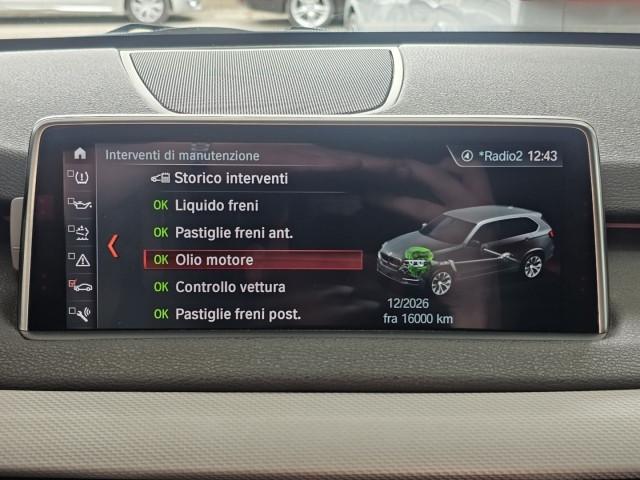 Interventi di manutenzione
*Radio2 12:43
Storico interventi
OK Liquido freni
OK Pastiglie freni ant.
OK Olio motore
OK Controllo vettura
OK Pastiglie freni post.
12/2026
fra 16000 km